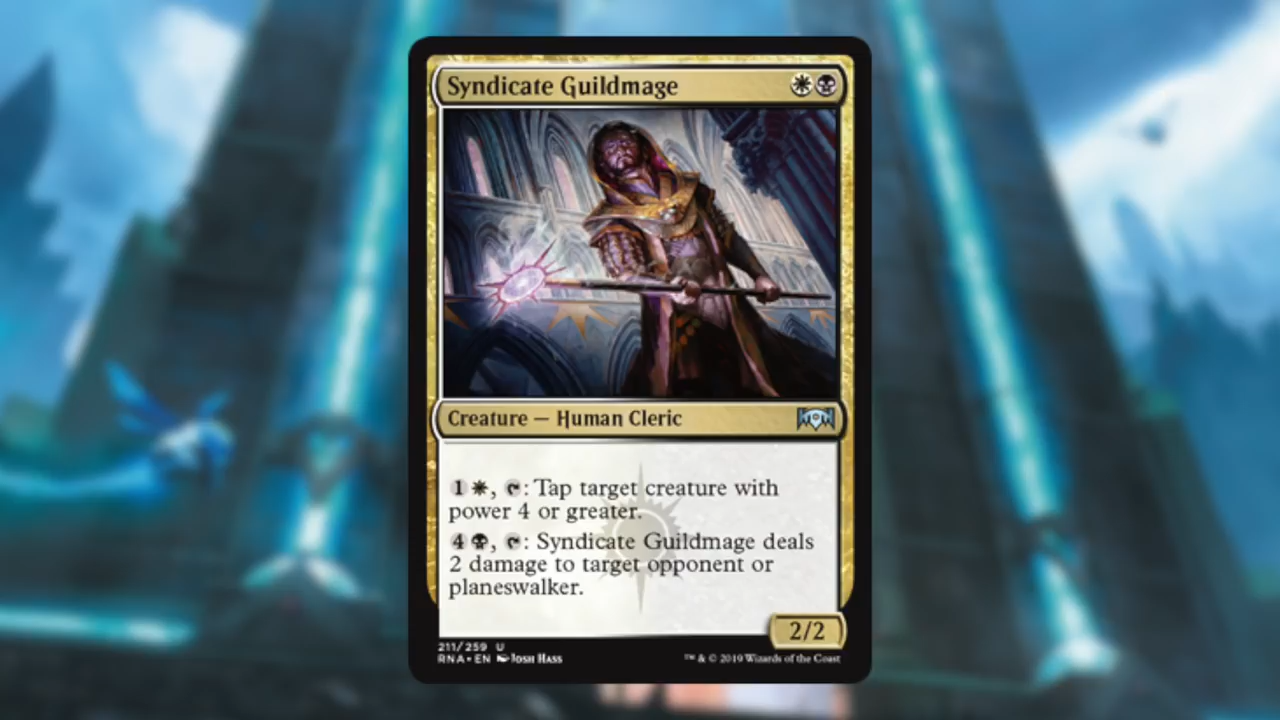 Syndicate Guildmage
Creature — Human Cleric
1 , : Tap target creature with
power 4 or greater.
4 , : Syndicate Guildmage deals
2 damage to target opponent or
planeswalker.
2/2
211/259 U
RNA • EN Josh Hass
™ & © 2019 Wizards of the Coast